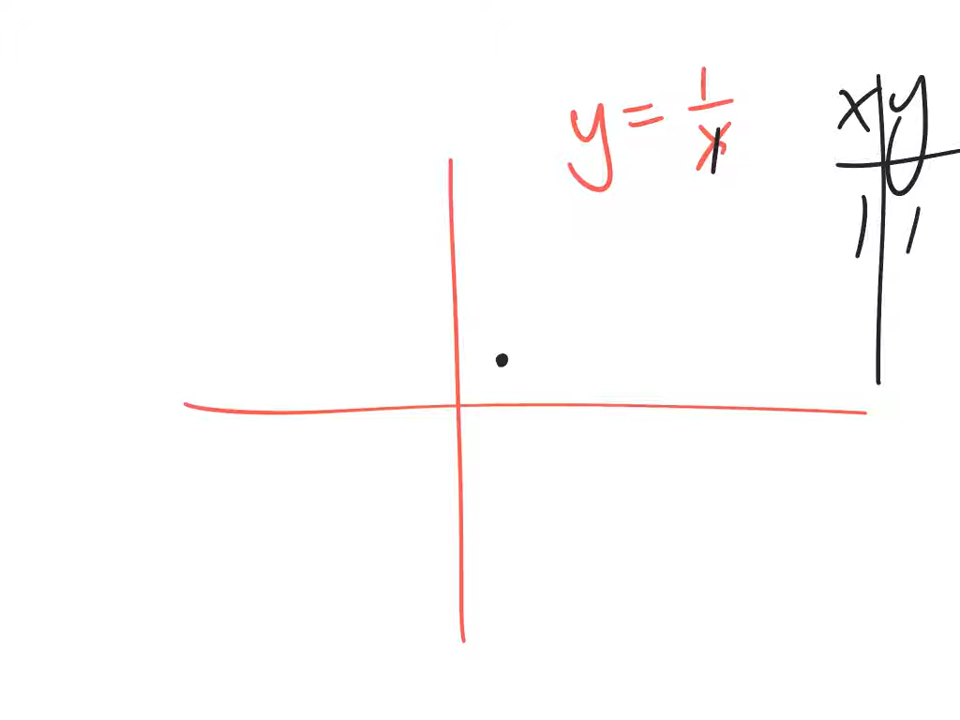 y = 1/x
x y
1 1